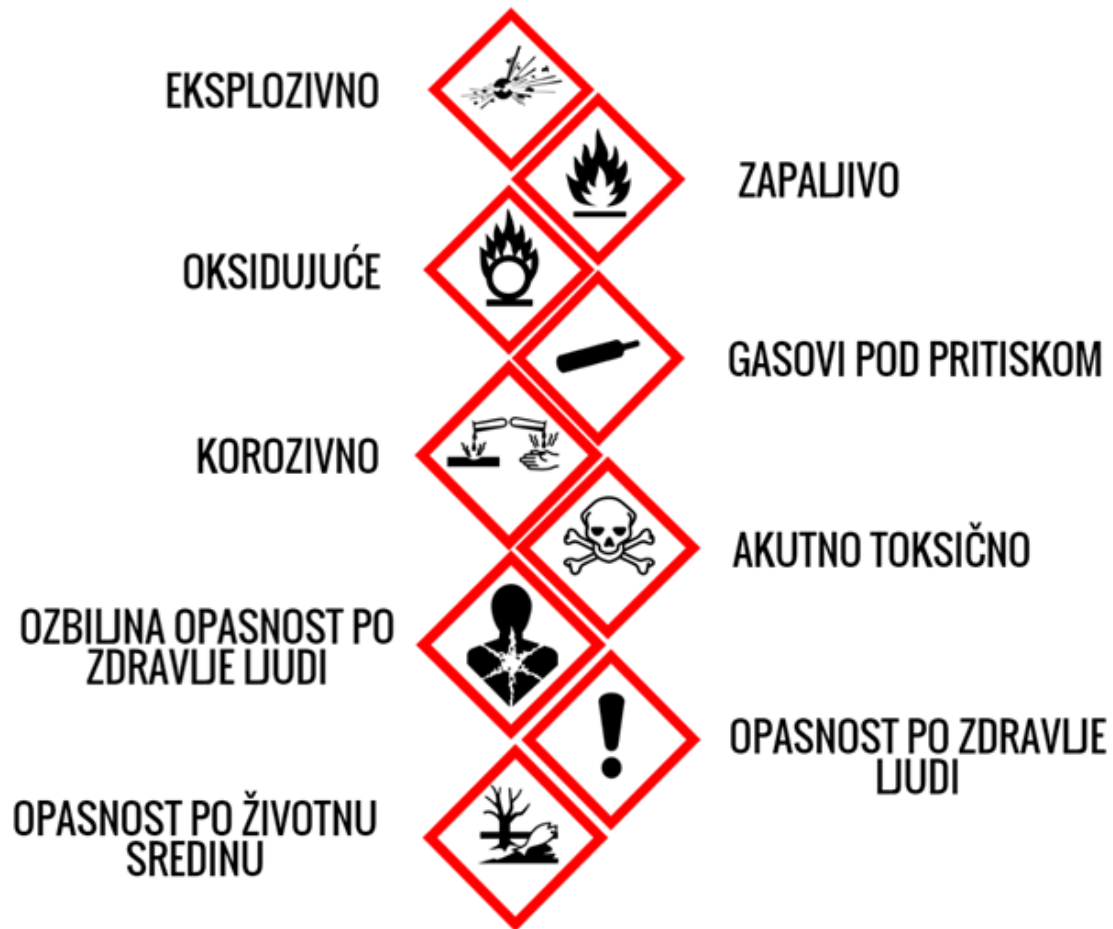 EKSPLOZIVNO
ZAPALJIVO
OKSIDUJUĆE
GASOVI POD PRITISKOM
KOROZIVNO
AKUTNO TOKSIČNO
OZBILJNA OPASNOST PO
ZDRAVLJE LJUDI
OPASNOST PO ZDRAVLJE
LJUDI
OPASNOST PO ŽIVOTNU
SREDINU